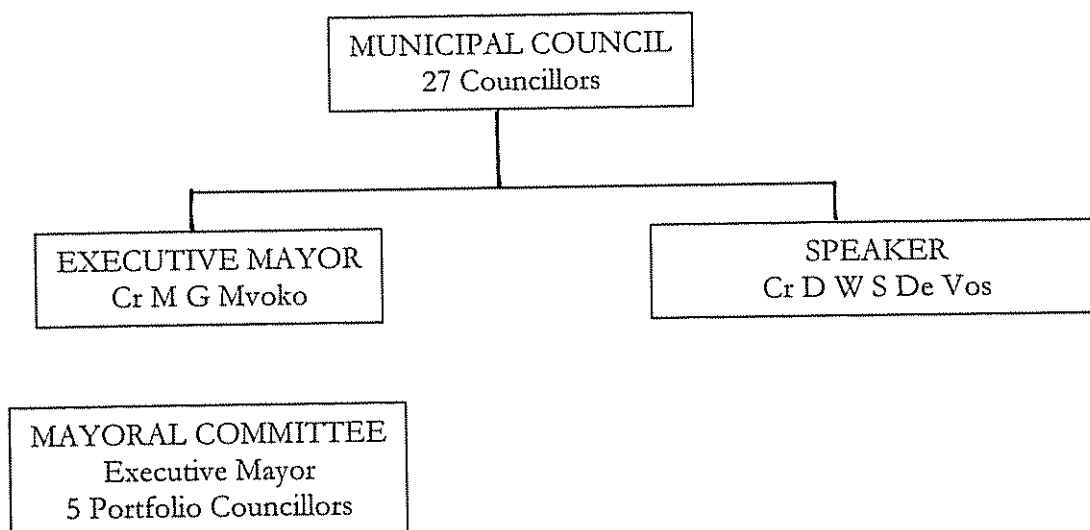 MUNICIPAL COUNCIL
27 Councillors
EXECUTIVE MAYOR
Cr M G Mvoko
SPEAKER
Cr D W S De Vos
MAYORAL COMMITTEE
Executive Mayor
5 Portfolio Councillors